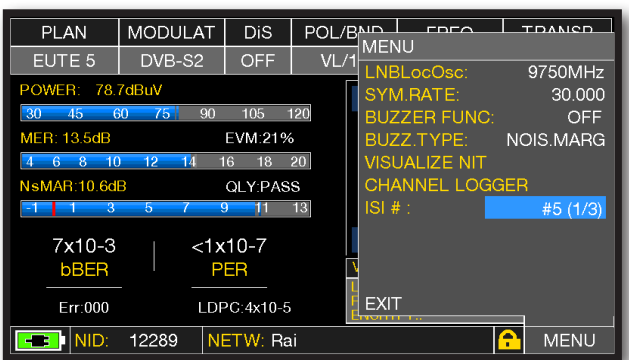 PLAN MODULAT DiS POL/BND FREQ TRANSP
EUTE 5 DVB-S2 OFF VL/1
MENU
POWER: 78.7dBuV
30 45 60 75 90 105 120
MER: 13.5dB EVM:21%
4 6 8 10 12 14 16 18 20
NsMAR:10.6dB QLY:PASS
-1 1 3 5 7 9 11 13
7x10-3 <1x10-7
bBER PER
Err:000 LDPC:4x10-5
LNBLocOsc: 9750MHz
SYM.RATE: 30.000
BUZZER FUNC: OFF
BUZZ.TYPE: NOIS.MARG
VISUALIZE NIT
CHANNEL LOGGER
ISI # : #5 (1/3)
EXIT
NID: 12289 NETW: Rai MENU